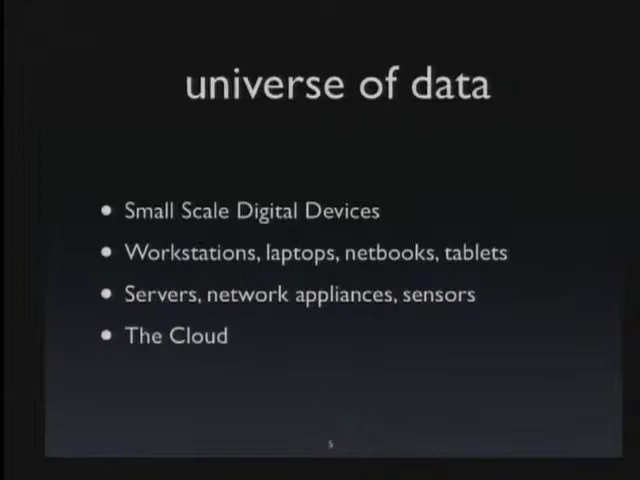 universe of data
• Small Scale Digital Devices
• Workstations, laptops, netbooks, tablets
• Servers, network appliances, sensors
• The Cloud
5